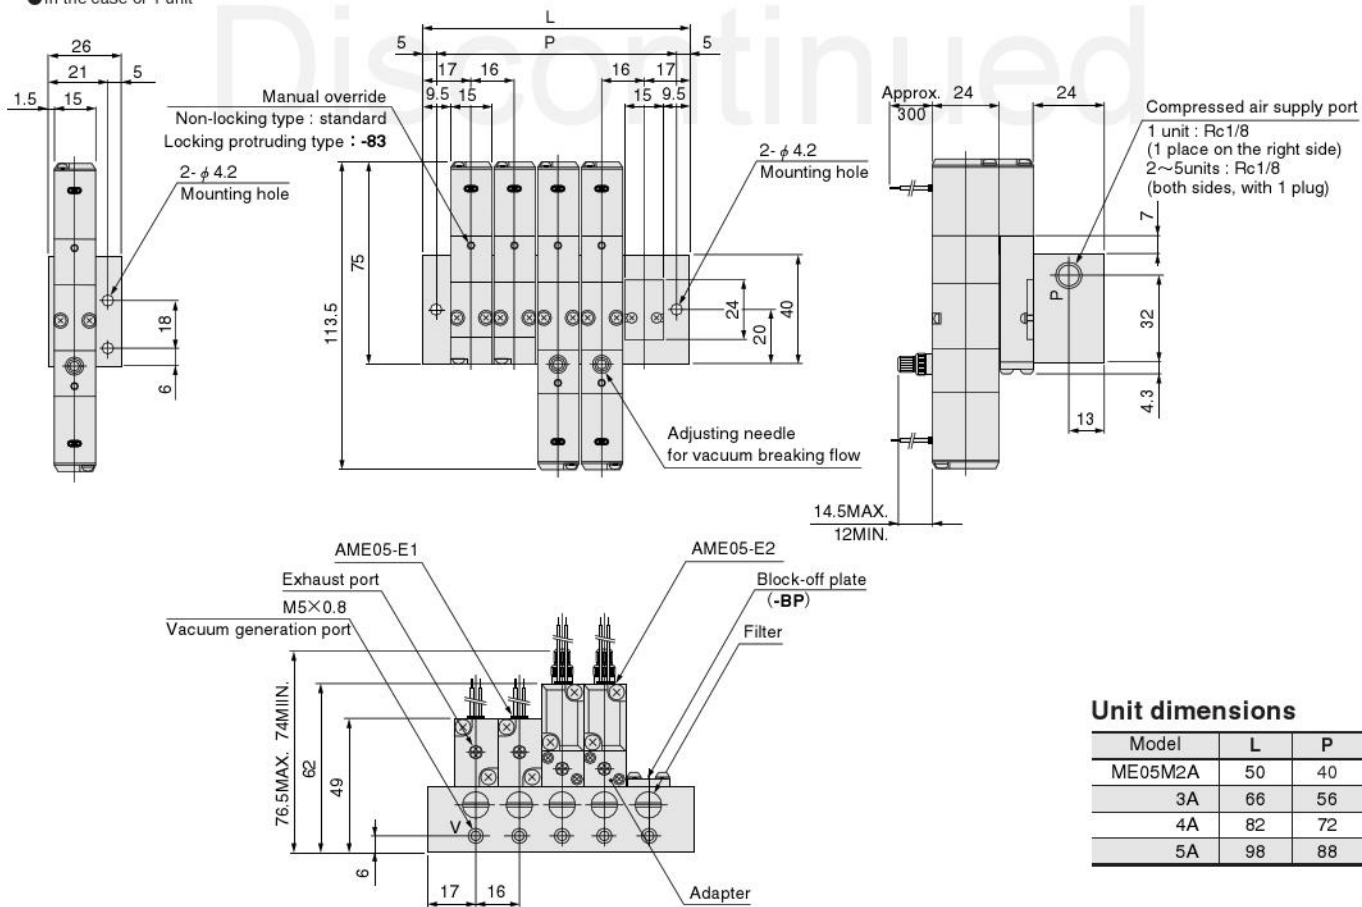 ●In the case of 1 unit
Discontinued
26
21
5
1.5
15
2-φ4.2
Mounting hole
18
6
L
5
P
5
17
16
16
17
9.5
15
15
9.5
Manual override
Non-locking type : standard
Locking protruding type : -83
2-φ4.2
Mounting hole
75
113.5
24
20
40
Adjusting needle
for vacuum breaking flow
Approx.
300
24
24
Compressed air supply port
1 unit : Rc1/8
(1 place on the right side)
2〜5units : Rc1/8
(both sides, with 1 plug)
7
P
32
4.3
13
14.5MAX.
12MIN.
AME05-E1
AME05-E2
Exhaust port
Block-off plate
(-BP)
M5×0.8
Vacuum generation port
Filter
76.5MAX. 74MIIN.
62
49
V
6
17
16
Adapter
Unit dimensions
Model L P
ME05M2A 50 40
3A 66 56
4A 82 72
5A 98 88